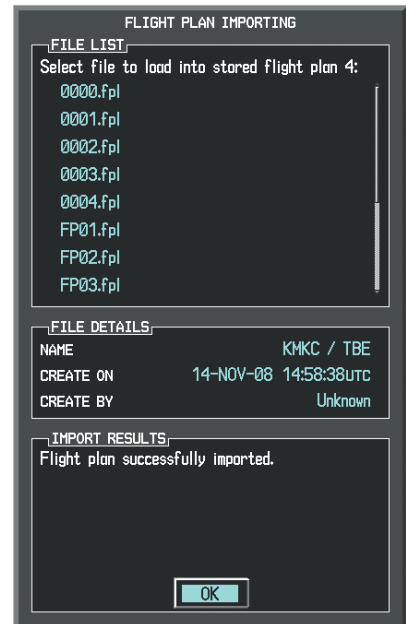 FLIGHT PLAN IMPORTING
FILE LIST
Select file to load into stored flight plan 4:
0000.fpl
0001.fpl
0002.fpl
0003.fpl
0004.fpl
FP01.fpl
FP02.fpl
FP03.fpl
FILE DETAILS
NAME KMKC / TBE
CREATE ON 14-NOV-08 14:58:38UTC
CREATE BY Unknown
IMPORT RESULTS
Flight plan successfully imported.
OK